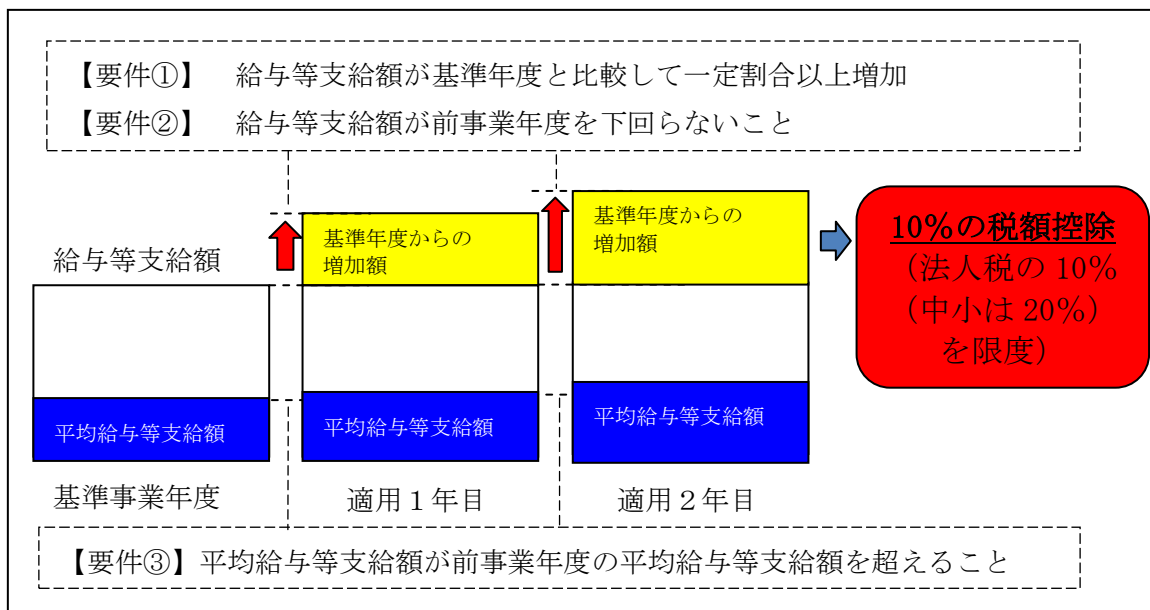 【要件①】 給与等支給額が基準年度と比較して一定割合以上増加
【要件②】 給与等支給額が前事業年度を下回らないこと
給与等支給額
基準年度からの
増加額
基準年度からの
増加額
10%の税額控除
(法人税の 10%
(中小は 20%)
を限度)
平均給与等支給額
平均給与等支給額
平均給与等支給額
基準事業年度
適用1年目
適用2年目
【要件③】平均給与等支給額が前事業年度の平均給与等支給額を超えること